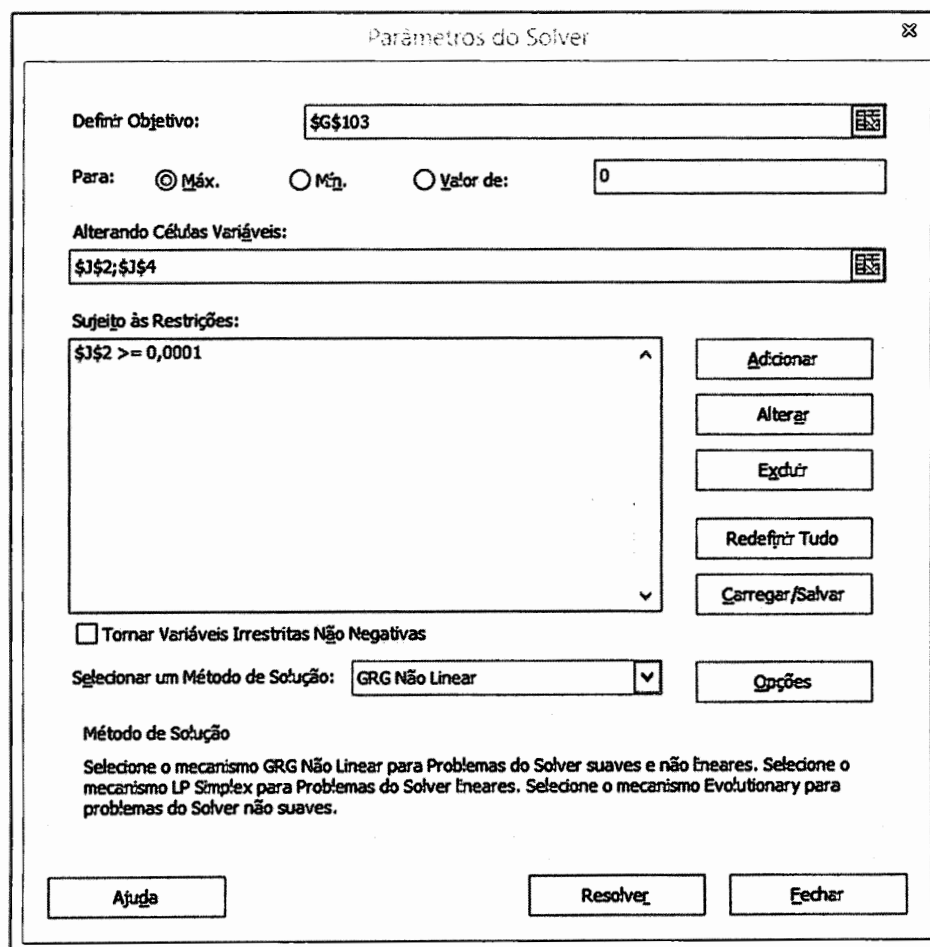 Parâmetros do Solver
Definir Objetivo: $G$103
Para: Máx. Mín. Valor de: 0
Alterando Células Variáveis:
$J$2;$J$4
Sujeito às Restrições:
$J$2 >= 0,0001
Adicionar
Alterar
Excluir
Redefinir Tudo
Carregar/Salvar
Tornar Variáveis Irrestritas Não Negativas
Selecionar um Método de Solução: GRG Não Linear Opções
Método de Solução
Selecione o mecanismo GRG Não Linear para Problemas do Solver suaves e não lineares. Selecione o
mecanismo LP Simplex para Problemas do Solver lineares. Selecione o mecanismo Evolutionary para
problemas do Solver não suaves.
Ajuda Resolver Fechar